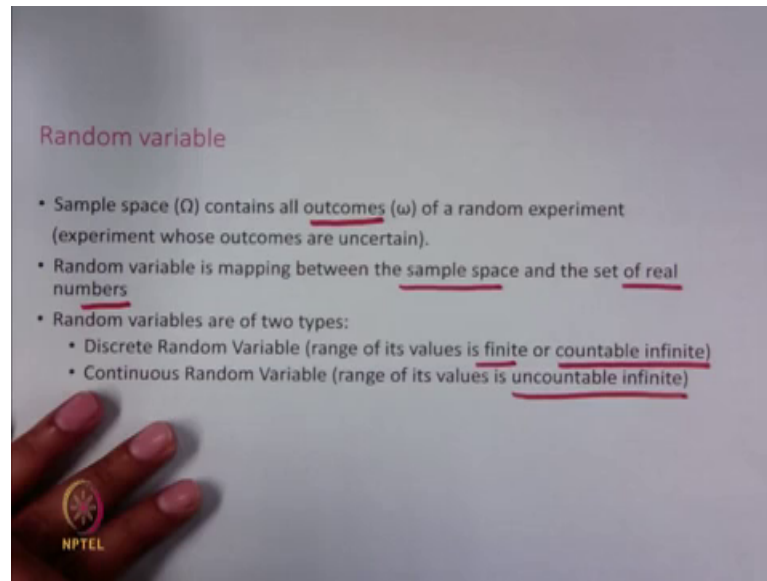 Random variable
• Sample space (Ω) contains all outcomes (ω) of a random experiment
(experiment whose outcomes are uncertain).
• Random variable is mapping between the sample space and the set of real
numbers
• Random variables are of two types:
• Discrete Random Variable (range of its values is finite or countable infinite)
• Continuous Random Variable (range of its values is uncountable infinite)
NPTEL